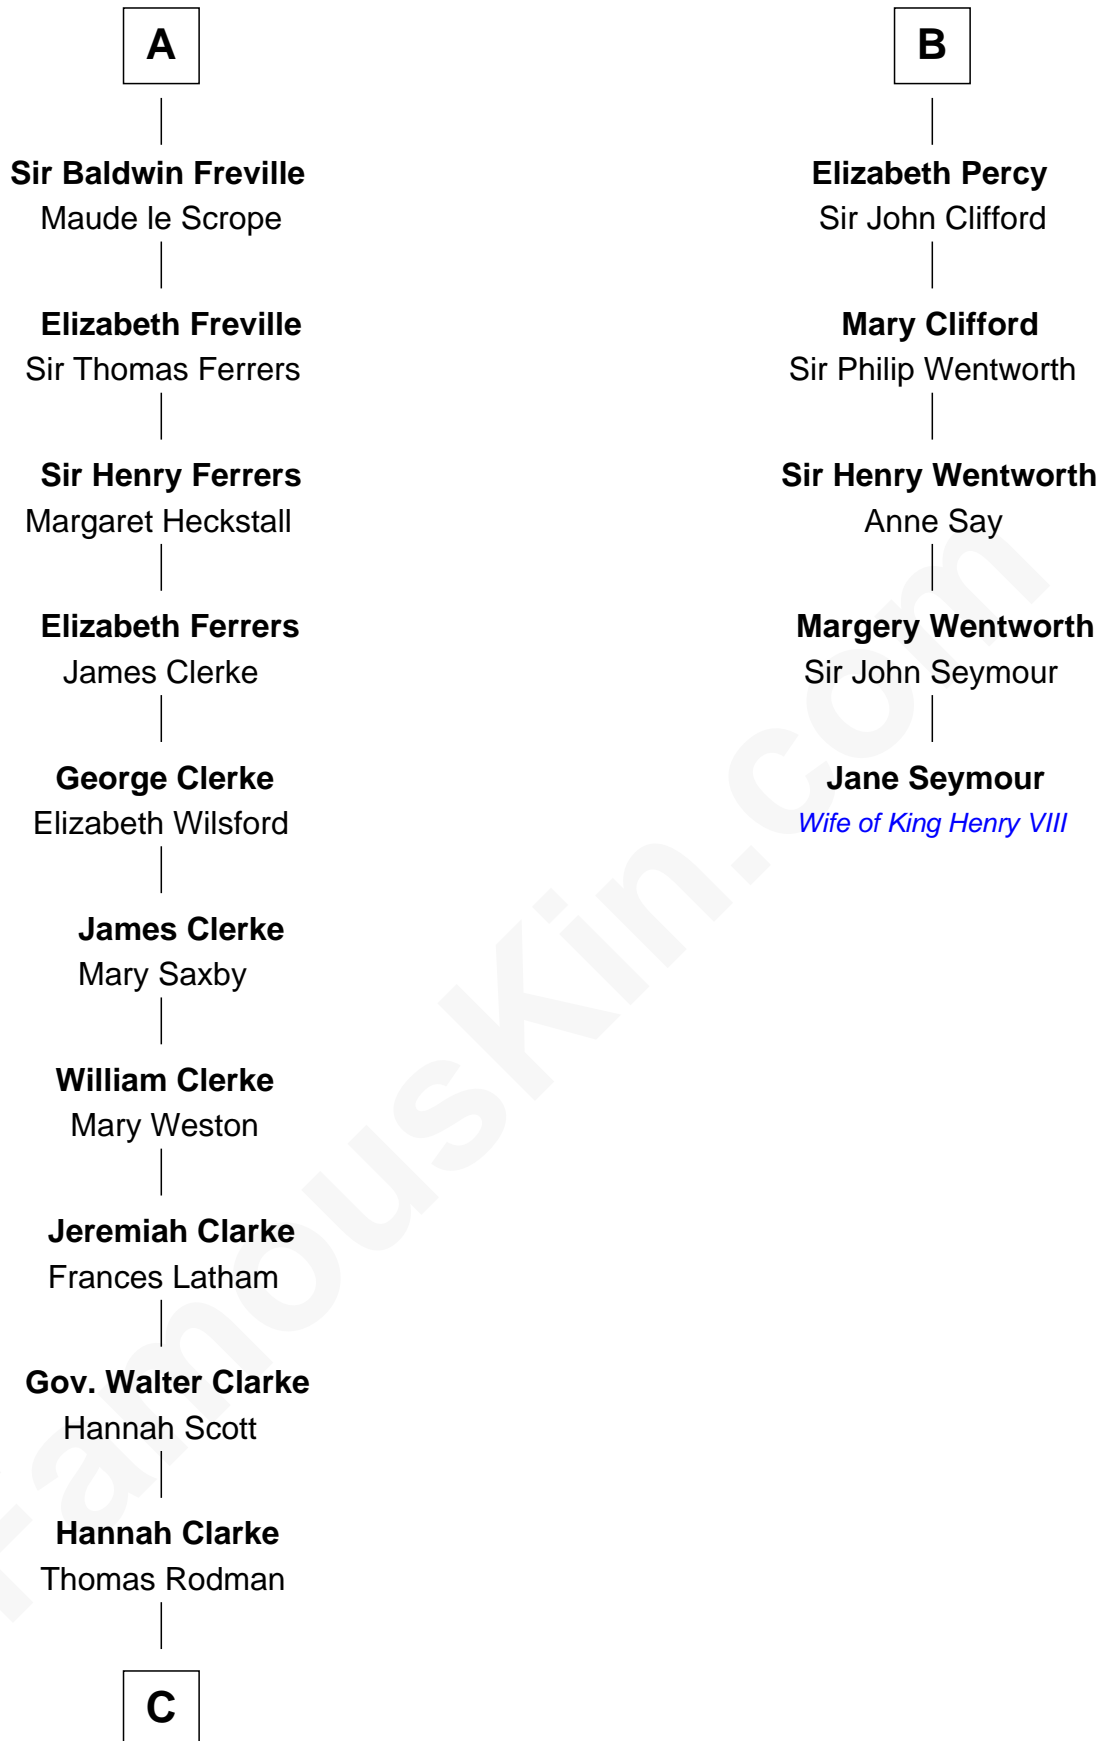 A
Sir Baldwin Freville
Maude le Scrope
Elizabeth Freville
Sir Thomas Ferrers
Sir Henry Ferrers
Margaret Heckstall
Elizabeth Ferrers
James Clerke
George Clerke
Elizabeth Wilsford
James Clerke
Mary Saxby
William Clerke
Mary Weston
Jeremiah Clarke
Frances Latham
Gov. Walter Clarke
Hannah Scott
Hannah Clarke
Thomas Rodman
C
B
Elizabeth Percy
Sir John Clifford
Mary Clifford
Sir Philip Wentworth
Sir Henry Wentworth
Anne Say
Margery Wentworth
Sir John Seymour
Jane Seymour
Wife of King Henry VIII
FamousKin.com